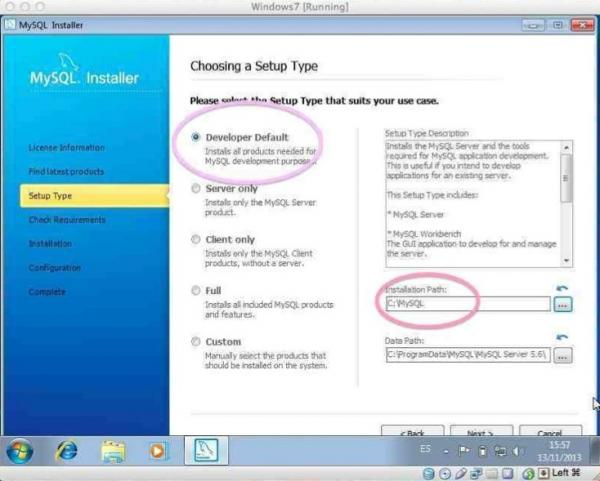 Windows7 [Running]
MySQL Installer
MySQL. Installer
License Information
Find latest products
Setup Type
Check Requirements
Installation
Configuration
Complete
Choosing a Setup Type
Please select the Setup Type that suits your use case.
Developer Default
Installs all products needed for
MySQL development purposes.
Server only
Installs only the MySQL Server
product.
Client only
Installs only the MySQL Client
products, without a server.
Full
Installs all included MySQL products
and features.
Custom
Manually select the products that
should be installed on the system.
Setup Type Description
Installs the MySQL Server and the tools
required for MySQL application development.
This is useful if you intend to develop
applications for an existing server.
This Setup Type includes:
* MySQL Server
* MySQL Workbench
The GUI application to develop for and manage
the server.
Installation Path:
C:\MySQL
...
Data Path:
C:\ProgramData\MySQL\MySQL Server 5.6\
...
< Back
Next >
Cancel
ES
15:57
13/11/2013
Left ⌘